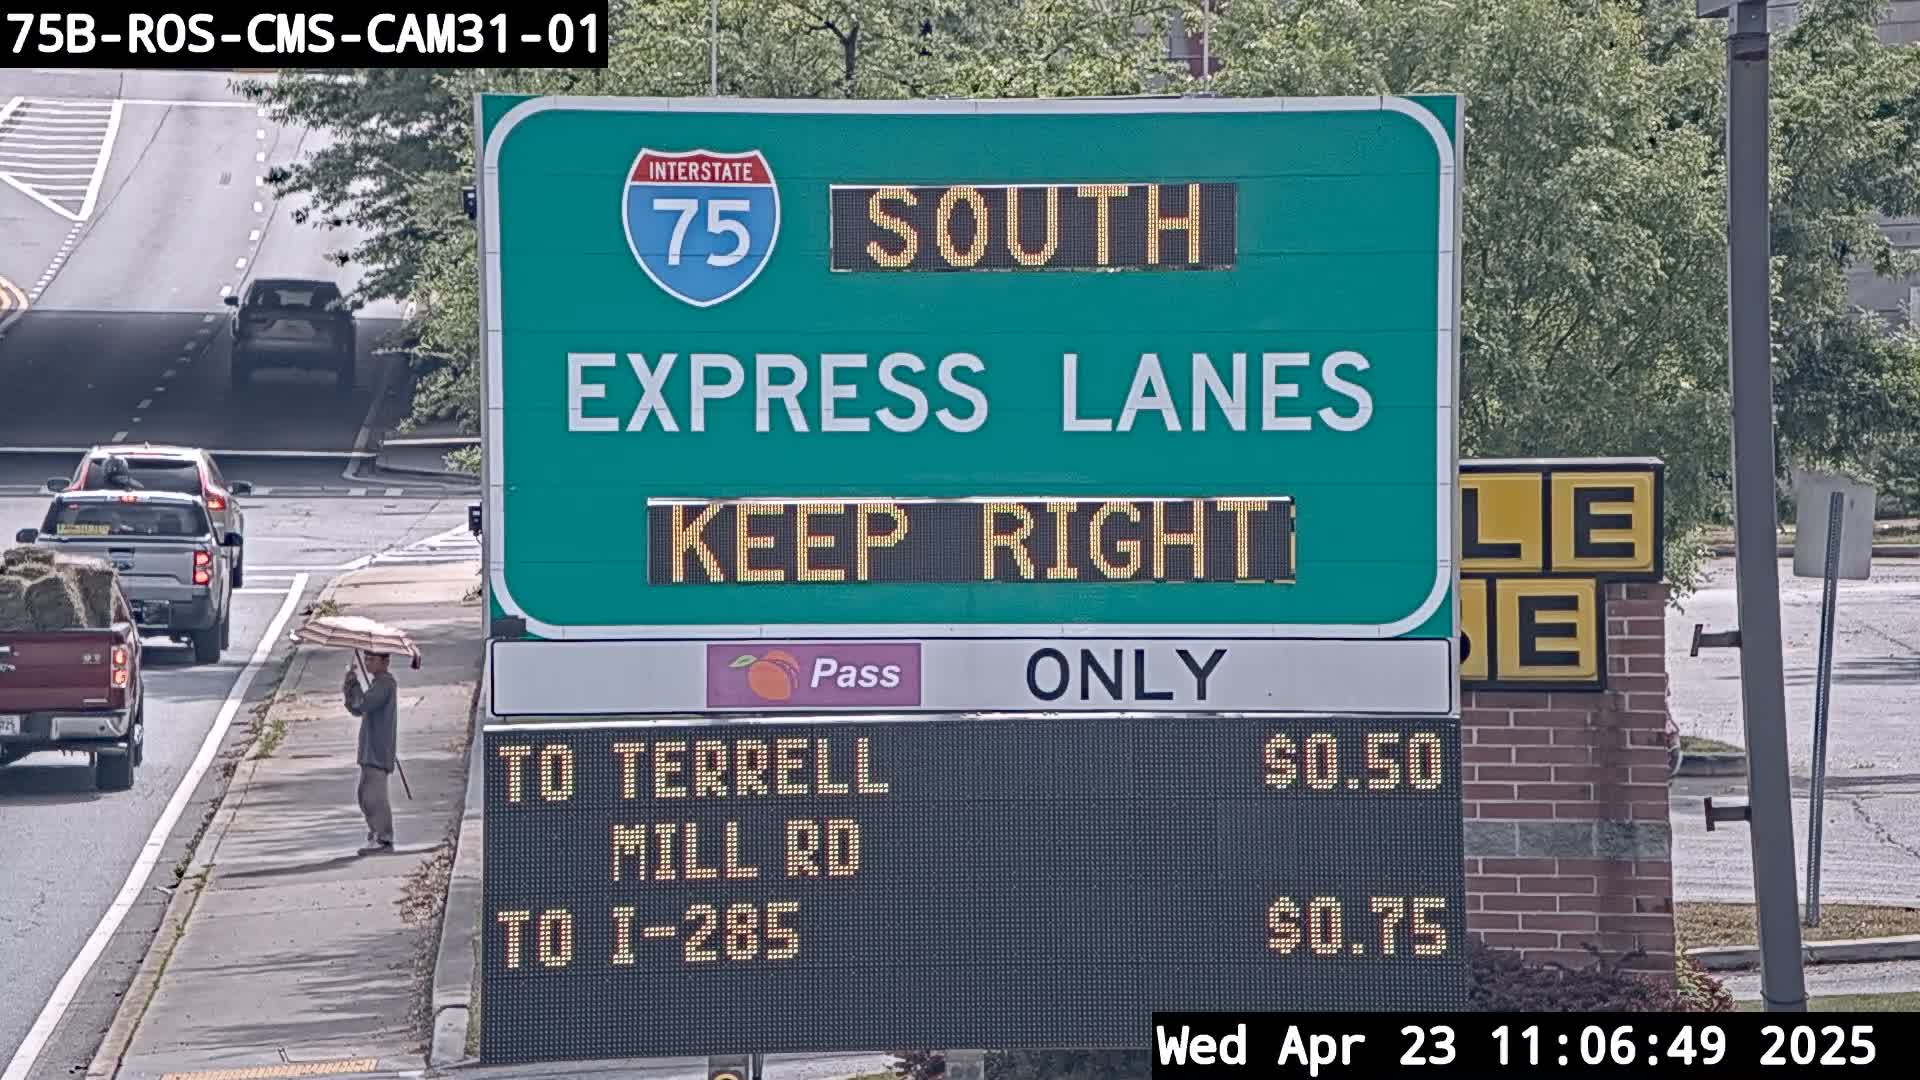 75B-ROS-CMS-CAM31-01
INTERSTATE
75
SOUTH
EXPRESS LANES
KEEP RIGHT
Pass ONLY
TO TERRELL $0.50
MILL RD
TO I-285 $0.75
LE
E
Wed Apr 23 11:06:49 2025